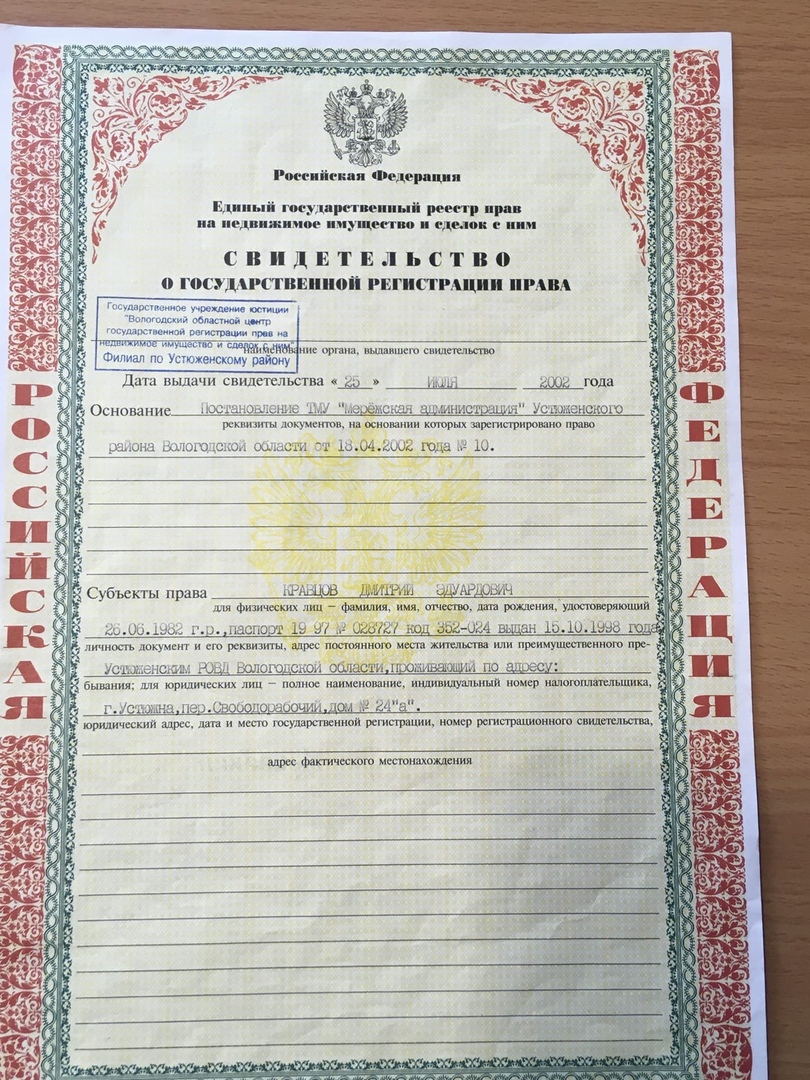 Российская Федерация
Единый государственный реестр прав
на недвижимое имущество и сделок с ним
СВИДЕТЕЛЬСТВО
О ГОСУДАРСТВЕННОЙ РЕГИСТРАЦИИ ПРАВА
Государственное учреждение юстиции
"Вологодский областной центр
государственной регистрации прав на
недвижимое имущество и сделок с ним"
Филиал по Устюженскому району
наименование органа, выдавшего свидетельство
Дата выдачи свидетельства « 25 » ИЮЛЯ 2002 года
Основание Постановление ТМУ "Мерёжская администрация" Устюженского
реквизиты документов, на основании которых зарегистрировано право
района Вологодской области от 18.04.2002 года № 10.
Субъекты права КРАВЦОВ ДМИТРИЙ ЭДУАРДОВИЧ
для физических лиц – фамилия, имя, отчество, дата рождения, удостоверяющий
26.06.1982 г.р.,паспорт 19 97 № 028727 код 352-024 выдан 15.10.1998 года
личность документ и его реквизиты, адрес постоянного места жительства или преимущественного пре-
Устюженским РОВД Вологодской области,проживающий по адресу:
бывания; для юридических лиц – полное наименование, индивидуальный номер налогоплательщика,
г.Устюжна,пер.Свободорабочий,дом № 24"а".
юридический адрес, дата и место государственной регистрации, номер регистрационного свидетельства,
адрес фактического местонахождения
РОССИЙСКАЯ
ФЕДЕРАЦИЯ